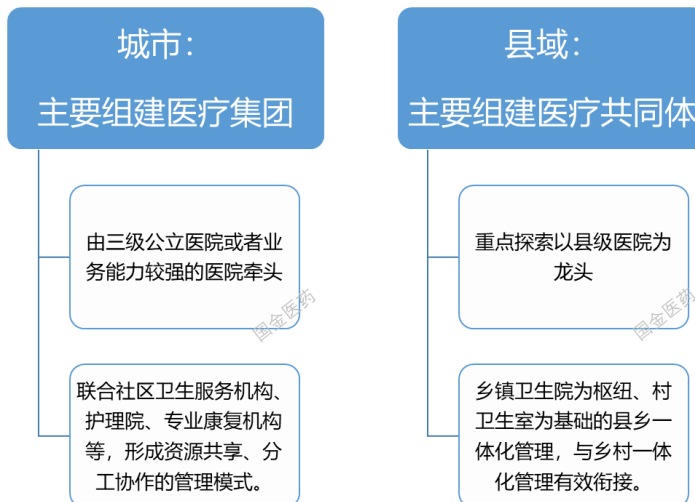 城市：
主要组建医疗集团
由三级公立医院或者业
务能力较强的医院牵头
国金医药
联合社区卫生服务机构、
护理院、专业康复机构
等，形成资源共享、分
工协作的管理模式。
县域：
主要组建医疗共同体
重点探索以县级医院为
龙头
国金医药
乡镇卫生院为枢纽、村
卫生室为基础的县乡一
体化管理，与乡村一体
化管理有效衔接。